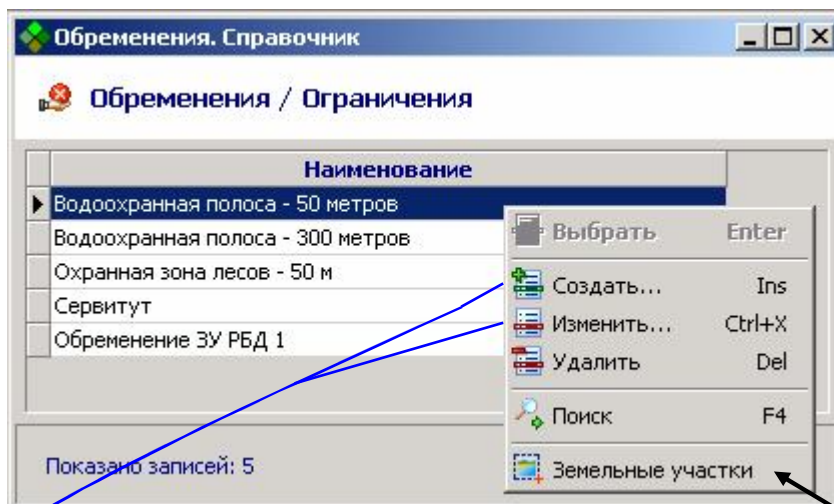 Обременения. Справочник
Обременения / Ограничения
Наименование
Водоохранная полоса - 50 метров
Водоохранная полоса - 300 метров
Охранная зона лесов - 50 м
Сервитут
Обременение ЗУ РБД 1
Выбрать Enter
Создать... Ins
Изменить... Ctrl+X
Удалить Del
Поиск F4
Земельные участки
Показано записей: 5